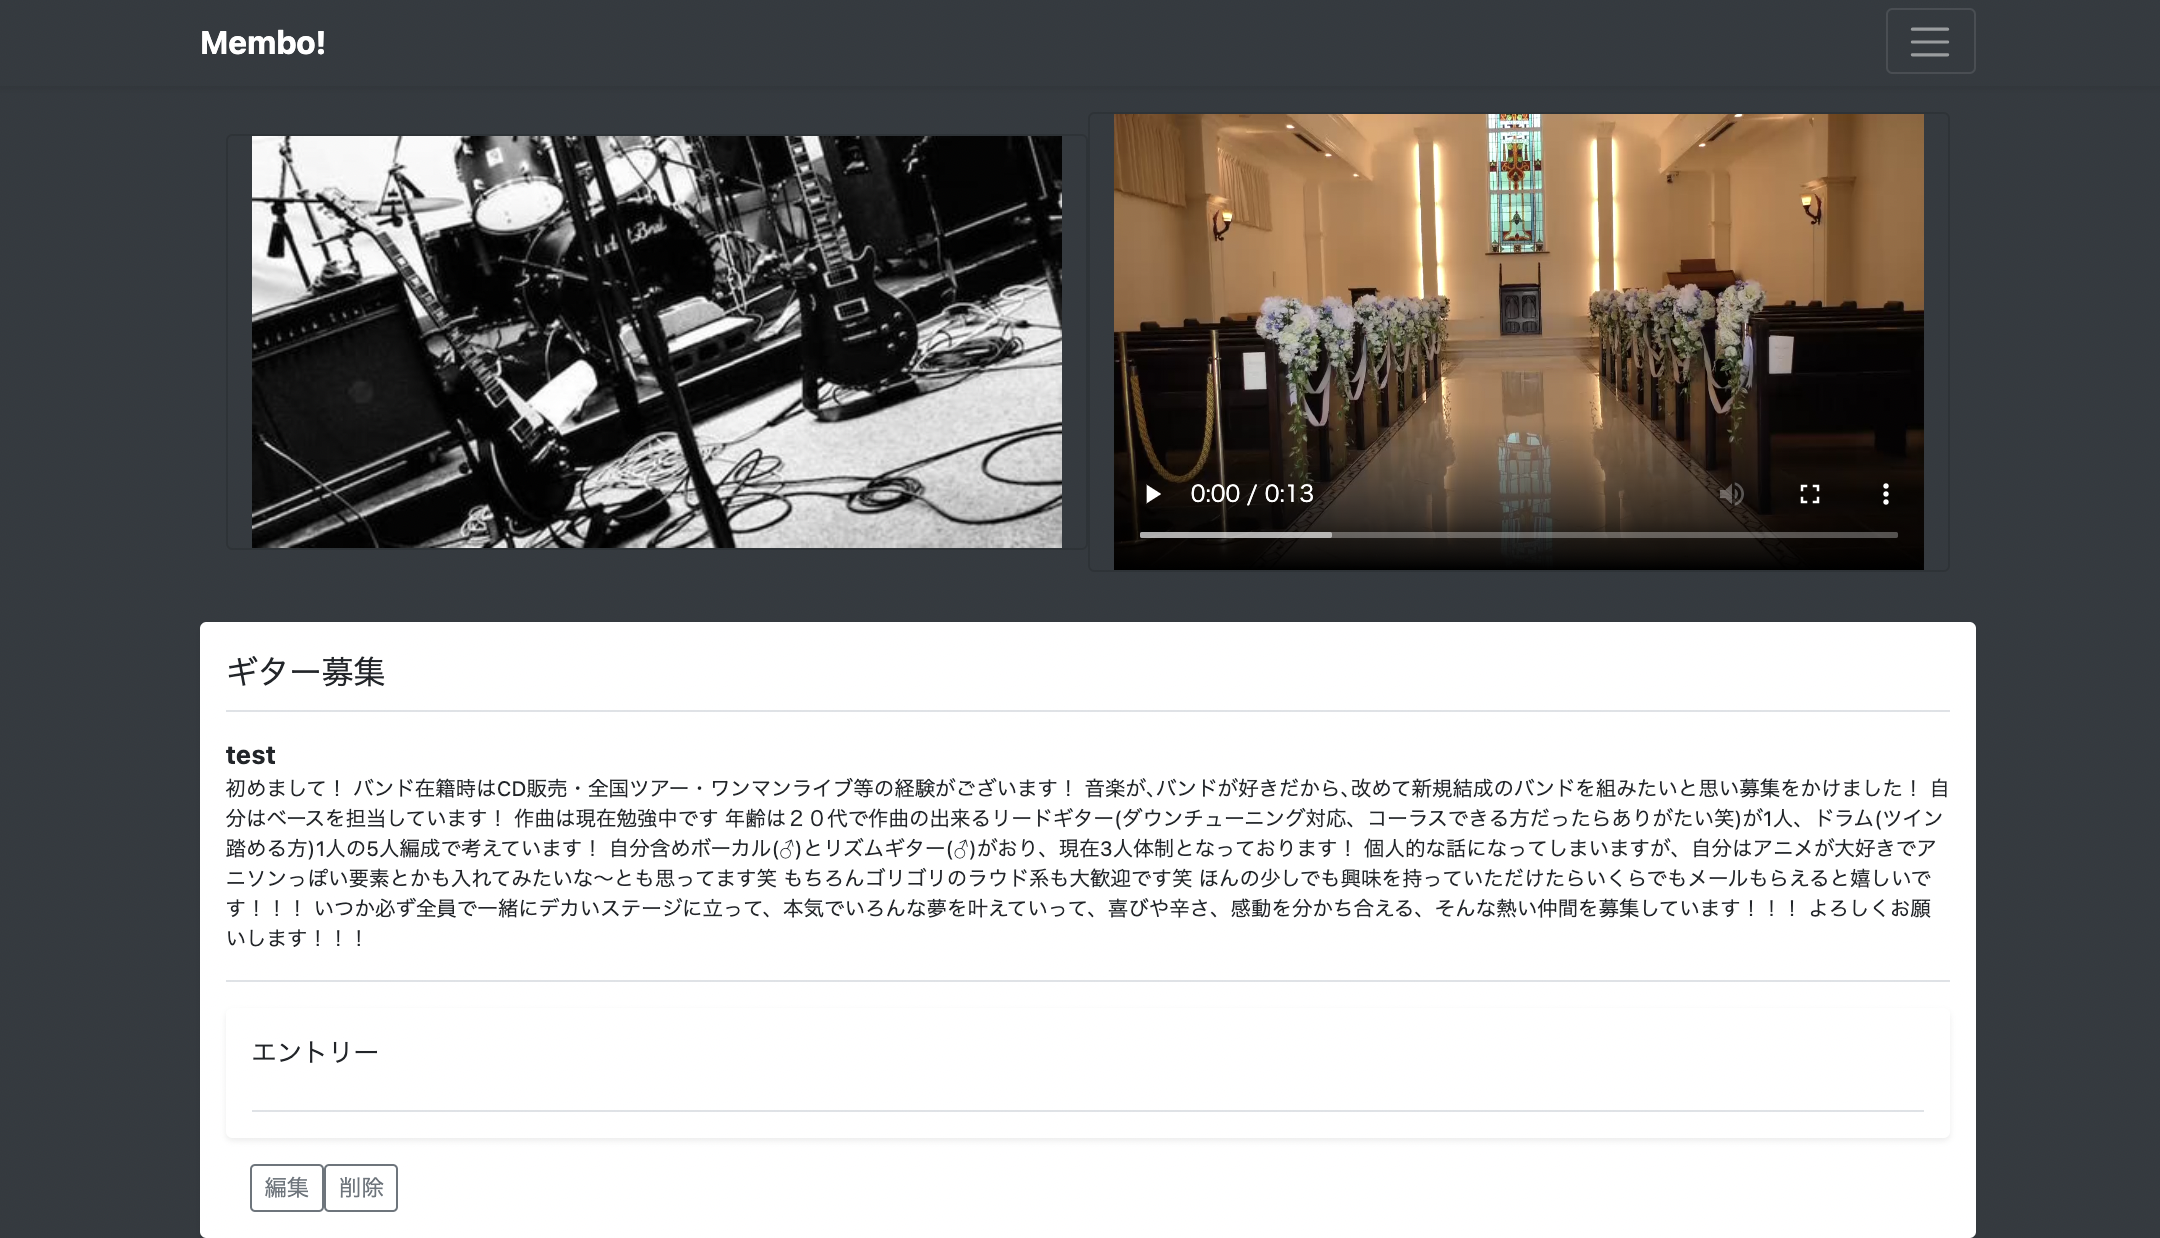 Membo!
0:00 / 0:13
ギター募集
test
初めまして！ バンド在籍時はCD販売・全国ツアー・ワンマンライブ等の経験がございます！ 音楽が､バンドが好きだから､改めて新規結成のバンドを組みたいと思い募集をかけました！ 自
分はベースを担当しています！ 作曲は現在勉強中です 年齢は２０代で作曲の出来るリードギター(ダウンチューニング対応、コーラスできる方だったらありがたい笑)が1人、ドラム(ツイン
踏める方)1人の5人編成で考えています！ 自分含めボーカル(♂)とリズムギター(♂)がおり、現在3人体制となっております！ 個人的な話になってしまいますが、自分はアニメが大好きでア
ニソンっぽい要素とかも入れてみたいな〜とも思ってます笑 もちろんゴリゴリのラウド系も大歓迎です笑 ほんの少しでも興味を持っていただけたらいくらでもメールもらえると嬉しいで
す！！！ いつか必ず全員で一緒にデカいステージに立って、本気でいろんな夢を叶えていって、喜びや辛さ、感動を分かち合える、そんな熱い仲間を募集しています！！！ よろしくお願
いします！！！
エントリー
編集 削除